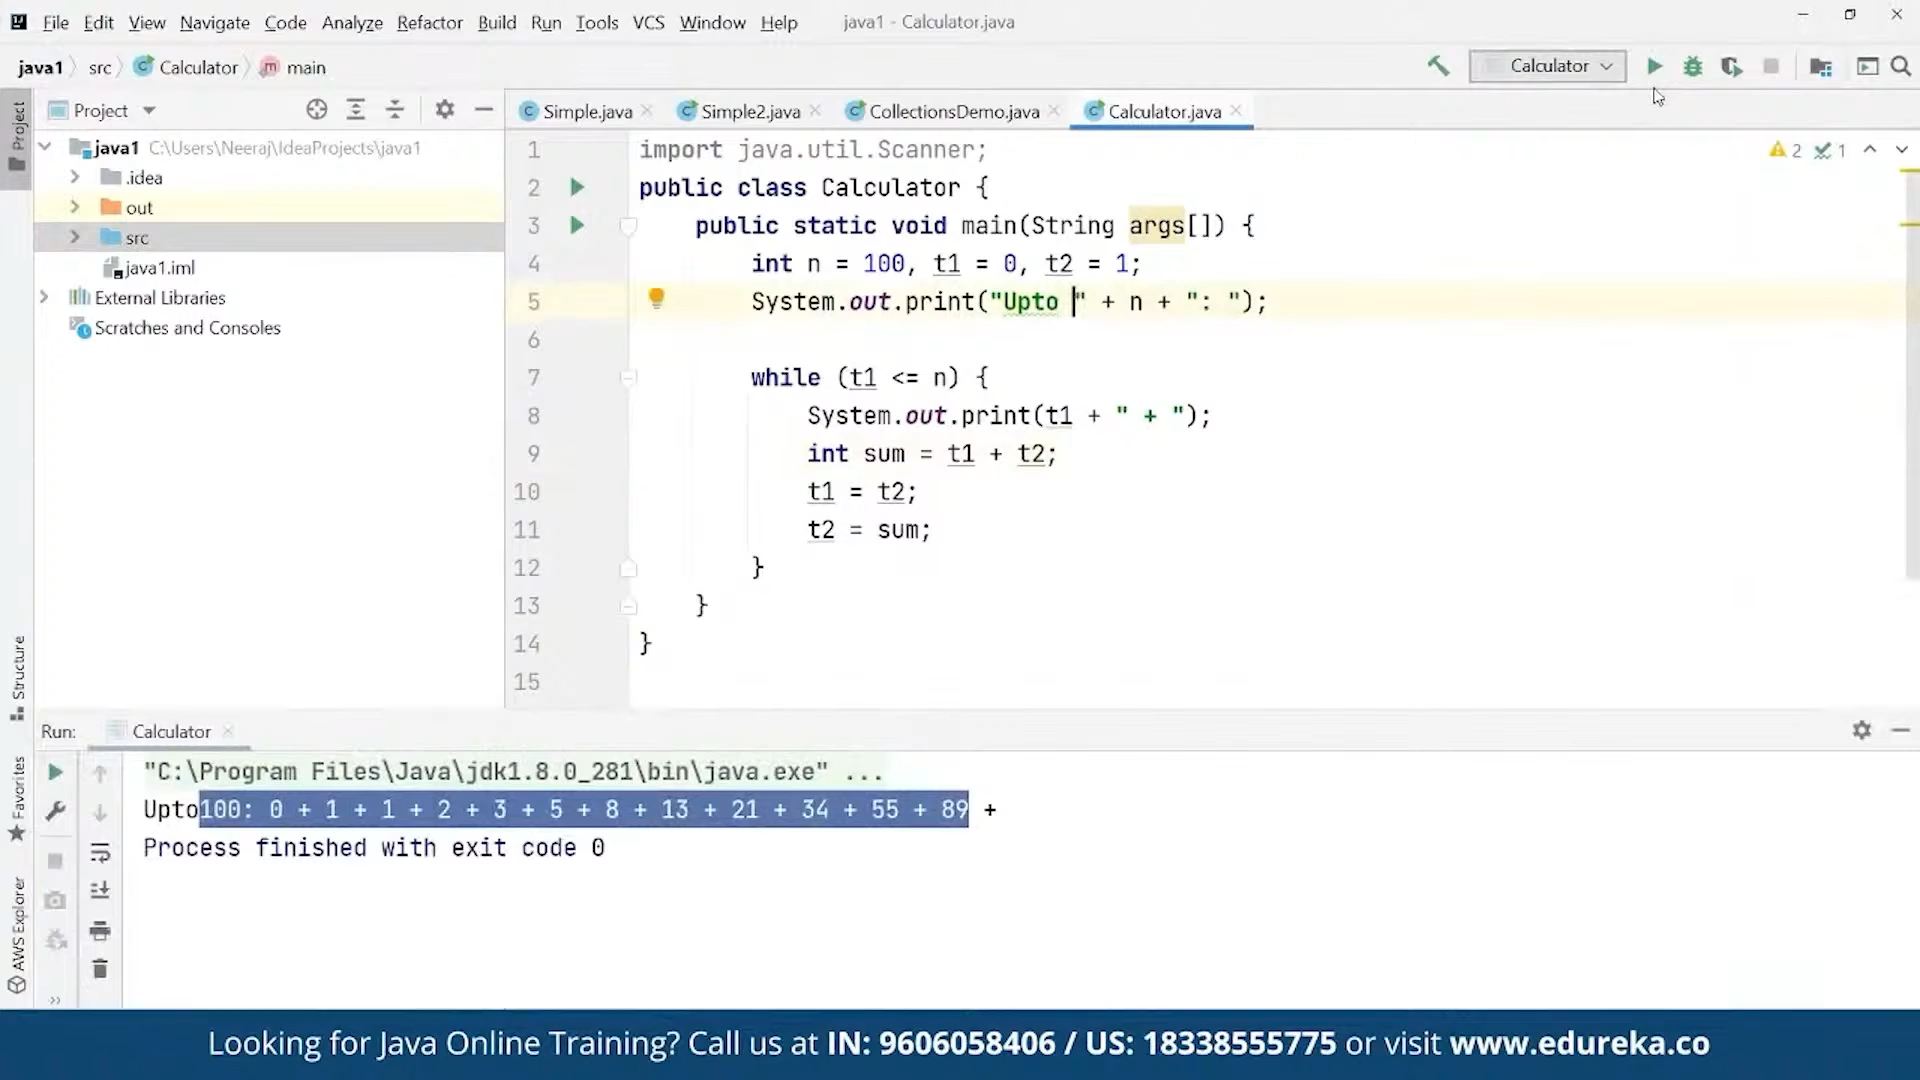 File Edit View Navigate Code Analyze Refactor Build Run Tools VCS Window Help java1 - Calculator.java
java1 src Calculator main Calculator
Project Simple.java Simple2.java CollectionsDemo.java Calculator.java
Project
java1 C:\Users\Neeraj\IdeaProjects\java1
.idea
out
src
java1.iml
External Libraries
Scratches and Consoles
2 1
1 import java.util.Scanner;
2 public class Calculator {
3 public static void main(String args[]) {
4 int n = 100, t1 = 0, t2 = 1;
5 System.out.print("Upto " + n + ": ");
6
7 while (t1 <= n) {
8 System.out.print(t1 + " + ");
9 int sum = t1 + t2;
10 t1 = t2;
11 t2 = sum;
12 }
13 }
14 }
15
Structure
Favorites
AWS Explorer
Run: Calculator
"C:\Program Files\Java\jdk1.8.0_281\bin\java.exe" ...
Upto100: 0 + 1 + 1 + 2 + 3 + 5 + 8 + 13 + 21 + 34 + 55 + 89 +
Process finished with exit code 0
Looking for Java Online Training? Call us at IN: 9606058406 / US: 18338555775 or visit www.edureka.co